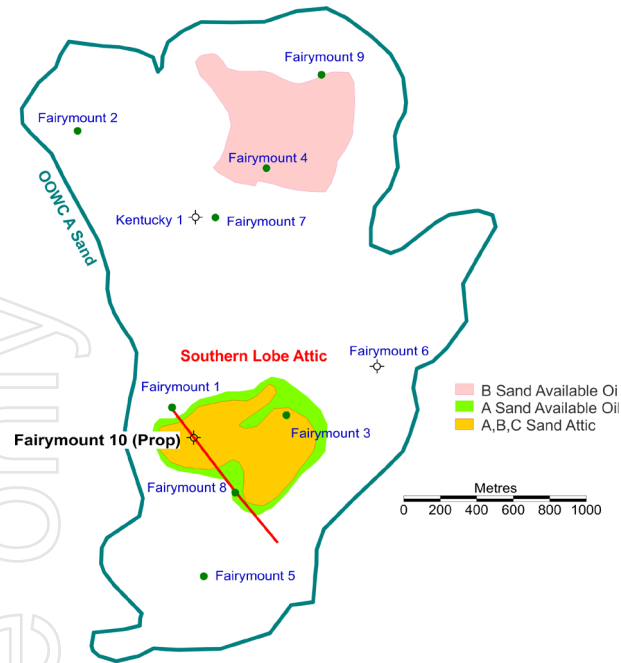 Fairymount 9
Fairymount 2
Fairymount 4
OOWC A Sand
Kentucky 1
Fairymount 7
Southern Lobe Attic
Fairymount 6
Fairymount 1
B Sand Available Oi
A Sand Available Oil
A,B,C Sand Attic
Fairymount 10 (Prop)
Fairymount 3
Fairymount 8
Metres
0 200 400 600 800 1000
Fairymount 5